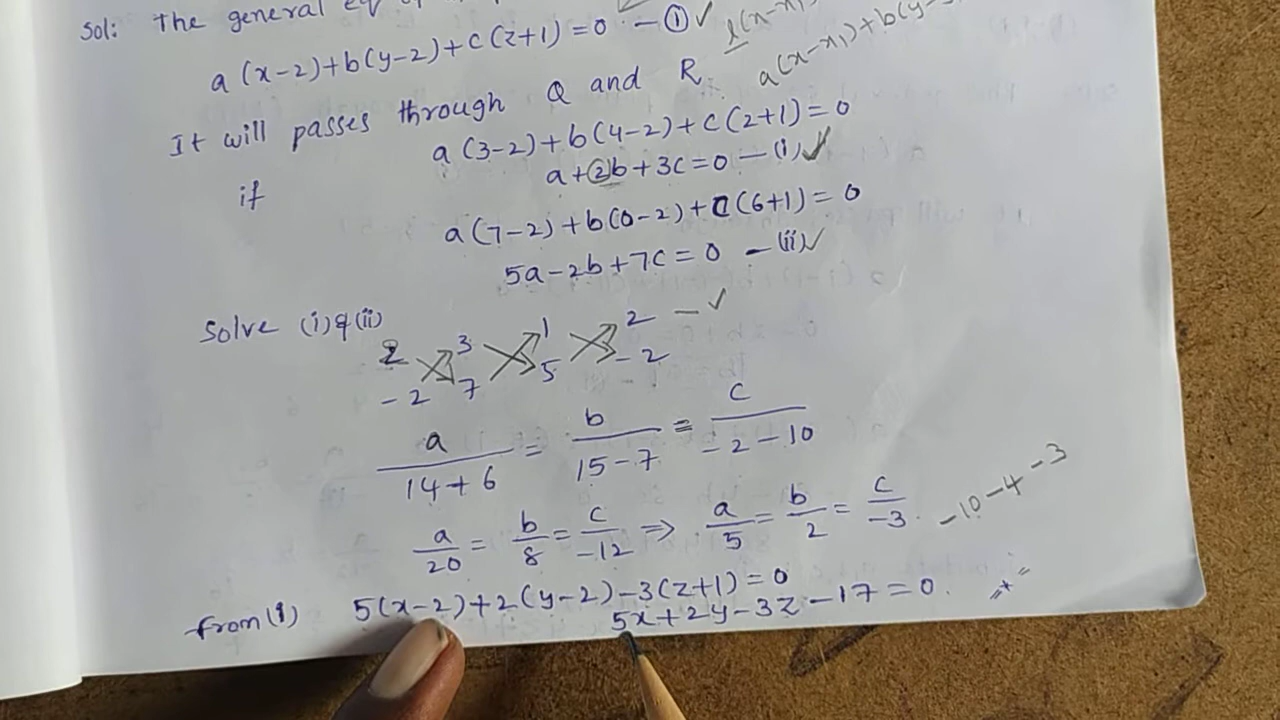 Sol: The general eq of
a(x-2)+b(y-2)+c(z+1)=0 — ①✓
a(x-x₁)+b(y-
It will passes through Q and R
if a(3-2)+b(4-2)+c(2+1)=0
a+2b+3c=0 —(i)✓
a(7-2)+b(0-2)+c(6+1)=0
5a-2b+7c=0 —(ii)✓
Solve (i)&(ii)
2 3 1 2 — ✓
-2 7 5 -2
a/(14+6) = b/(15-7) = c/(-2-10)
a/20 = b/8 = c/-12 ⇒ a/5 = b/2 = c/-3
-10-4-3
from (1) 5(x-2)+2(y-2)-3(z+1)=0
5x+2y-3z-17=0.